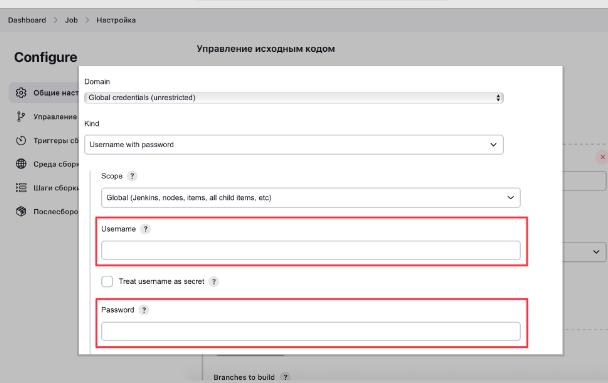 Dashboard > Job > Настройка
Управление исходным кодом
Configure
Domain
Общие наст
Global credentials (unrestricted)
Управление
Kind
Триггеры сб
Username with password
Среда сборк
Scope ?
Шаги сборки
Global (Jenkins, nodes, items, all child items, etc)
Послесборо
Username ?
Treat username as secret ?
Password ?
Branches to build ?